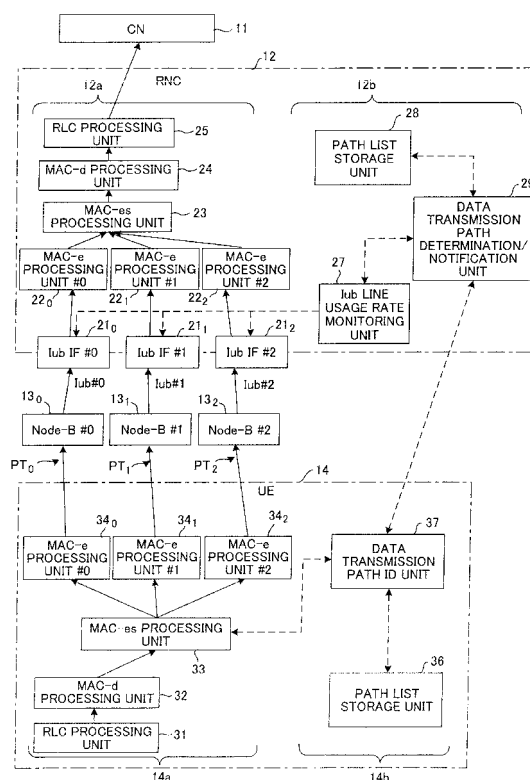 CN
11
12
12a
RNC
12b
RLC PROCESSING
UNIT
25
28
PATH LIST
STORAGE
UNIT
24
MAC-d PROCESSING
UNIT
29
MAC-es
PROCESSING UNIT
23
DATA
TRANSMISSION
PATH
DETERMINATION/
NOTIFICATION
UNIT
MAC-e
PROCESSING
UNIT #0
MAC-e
PROCESSING
UNIT #1
MAC-e
PROCESSING
UNIT #2
27
Iub LINE
USAGE RATE
MONITORING
UNIT
220
221
222
210
211
212
Iub IF #0
Iub IF #1
Iub IF #2
Iub#0
Iub#1
Iub#2
130
131
132
Node-B #0
Node-B #1
Node-B #2
PT0
PT1
PT2
14
UE
340
341
342
37
MAC-e
PROCESSING
UNIT#0
MAC-e
PROCESSING
UNIT #1
MAC-e
PROCESSING
UNIT #2
DATA
TRANSMISSION
PATH ID UNIT
MAC-es PROCESSING
UNIT
33
36
MAC-d
PROCESSING UNIT
32
PATH LIST
STORAGE UNIT
RLC PROCESSING
UNIT
31
14a
14b